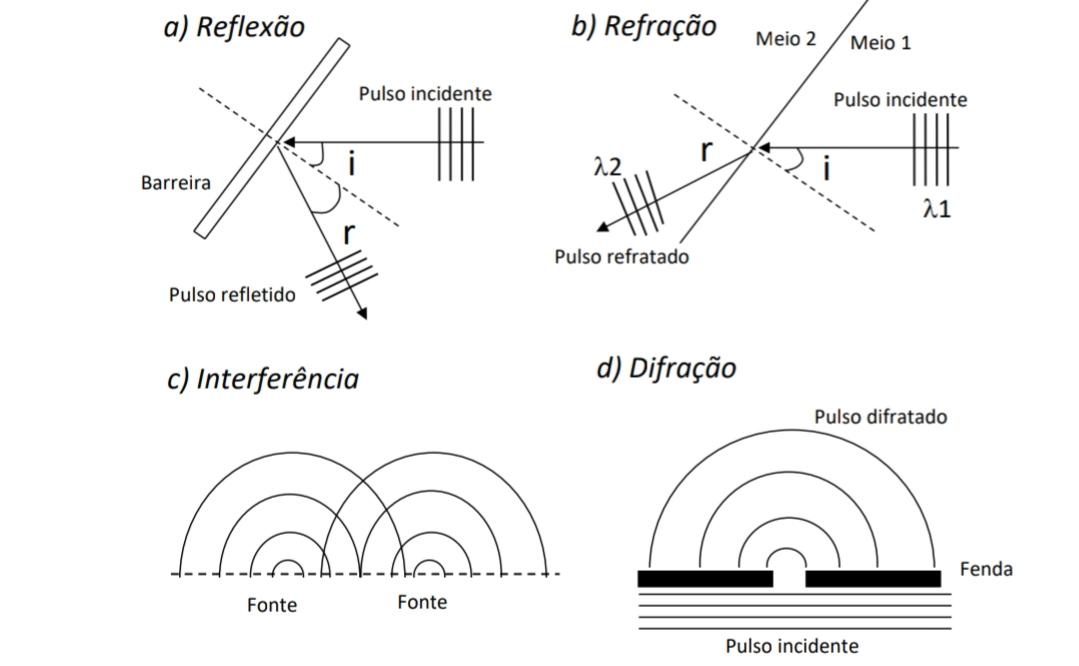 a) Reflexão
Pulso incidente
i
Barreira
r
Pulso refletido
b) Refração
Meio 2
Meio 1
Pulso incidente
r
i
λ2
λ1
Pulso refratado
c) Interferência
Fonte
Fonte
d) Difração
Pulso difratado
Fenda
Pulso incidente